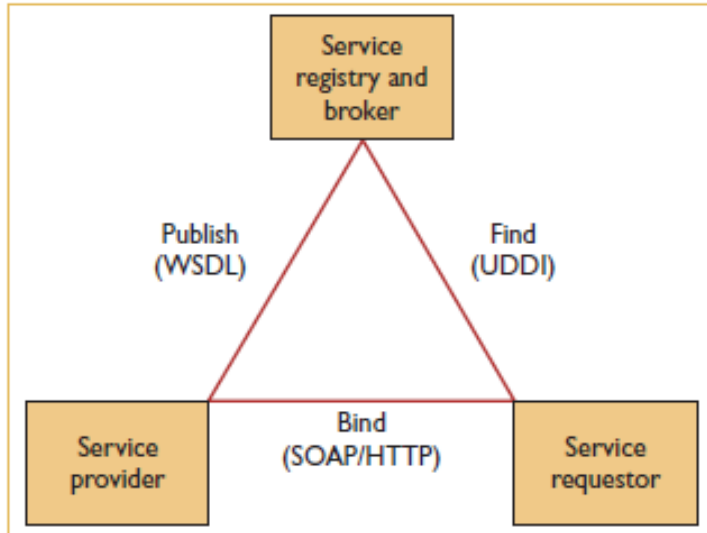 Service
registry and
broker
Publish
(WSDL)
Find
(UDDI)
Service
provider
Bind
(SOAP/HTTP)
Service
requestor